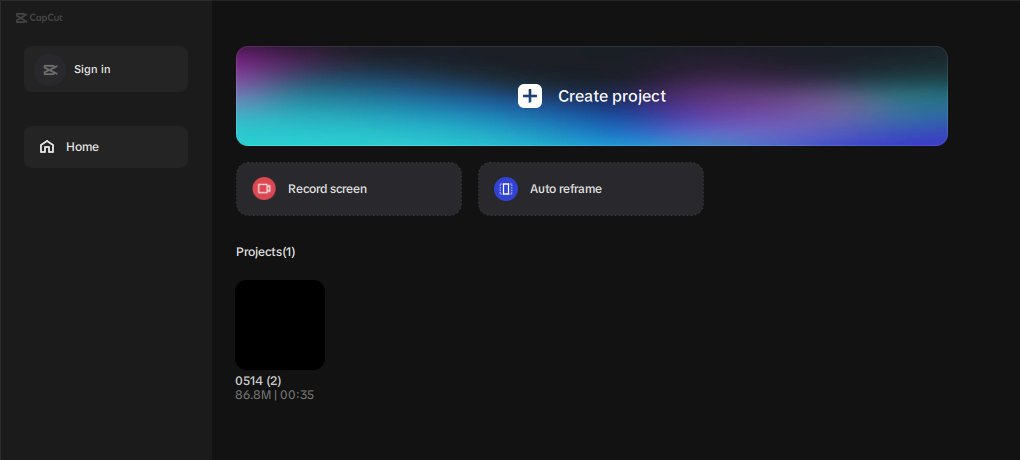 CapCut
Sign in
Home
Create project
Record screen
Auto reframe
Projects(1)
0514 (2)
86.8M | 00:35